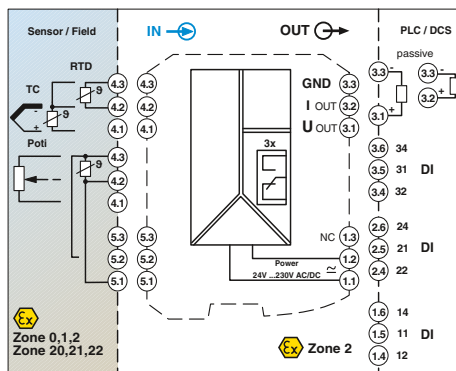 Sensor / Field
IN
OUT
PLC / DCS
RTD
passive
TC
ϑ
4.3
4.3
GND
3.3
3.3
-
3.3
-
ϑ
4.2
4.2
I OUT
3.2
3.2
+
-
+
4.1
4.1
U OUT
3.1
3.1
+
Poti
ϑ
4.3
4.2
4.1
3x
3.6
34
3.5
31
DI
3.4
32
5.3
5.3
5.2
5.2
5.1
5.1
NC
1.3
Power
1.2
24V ...230V AC/DC
1.1
2.6
24
2.5
21
DI
2.4
22
Ex
Zone 0,1,2
Zone 20,21,22
Ex
Zone 2
1.6
14
1.5
11
DI
1.4
12